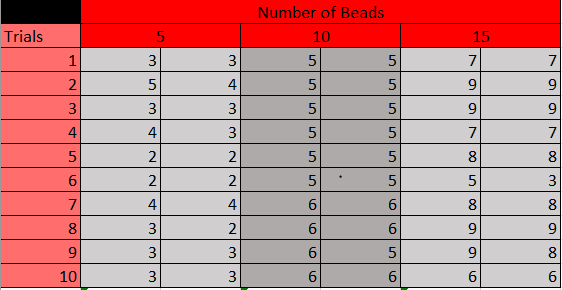 Number of Beads
Trials 5 10 15
1 3 3 5 5 7 7
2 5 4 5 5 9 9
3 3 3 5 5 9 9
4 4 3 5 5 7 7
5 2 2 5 5 8 8
6 2 2 5 5 5 3
7 4 4 6 6 8 8
8 3 2 6 6 9 9
9 3 3 6 5 9 8
10 3 3 6 6 6 6